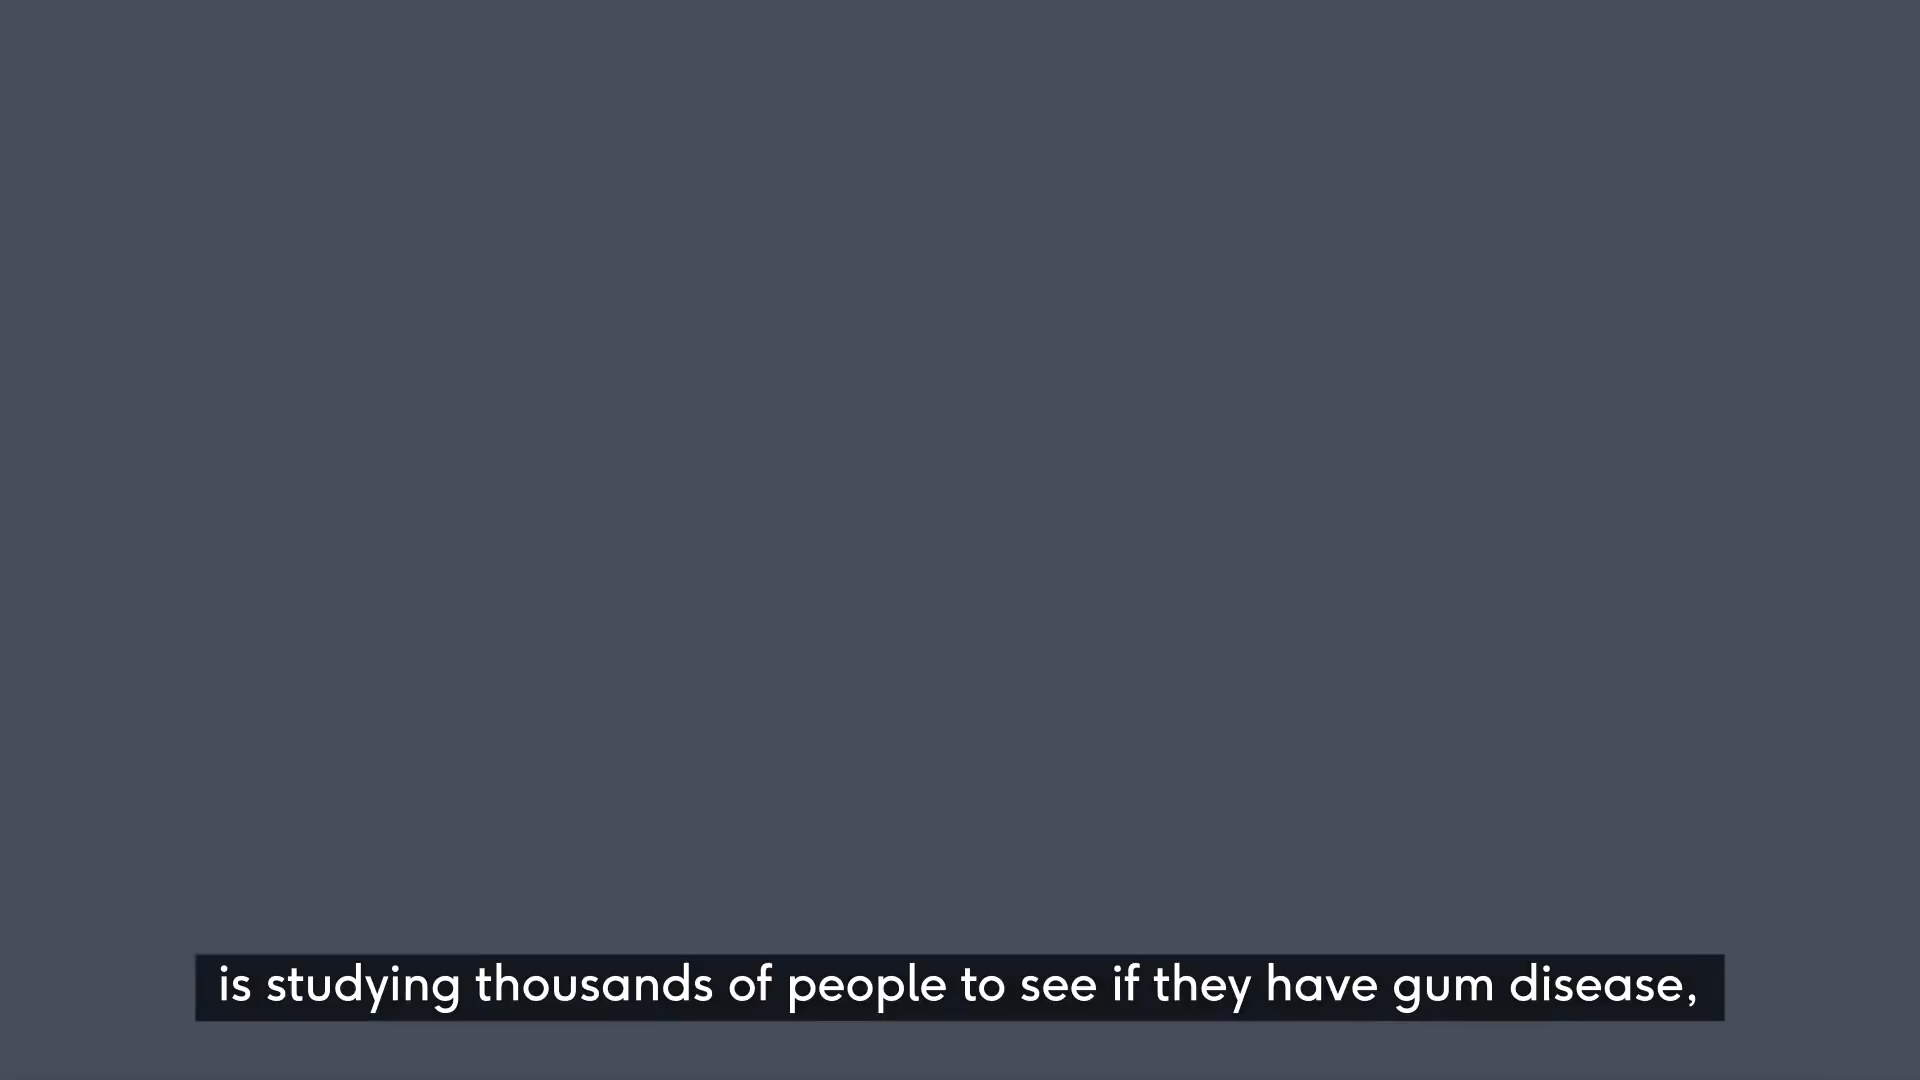 is studying thousands of people to see if they have gum disease,